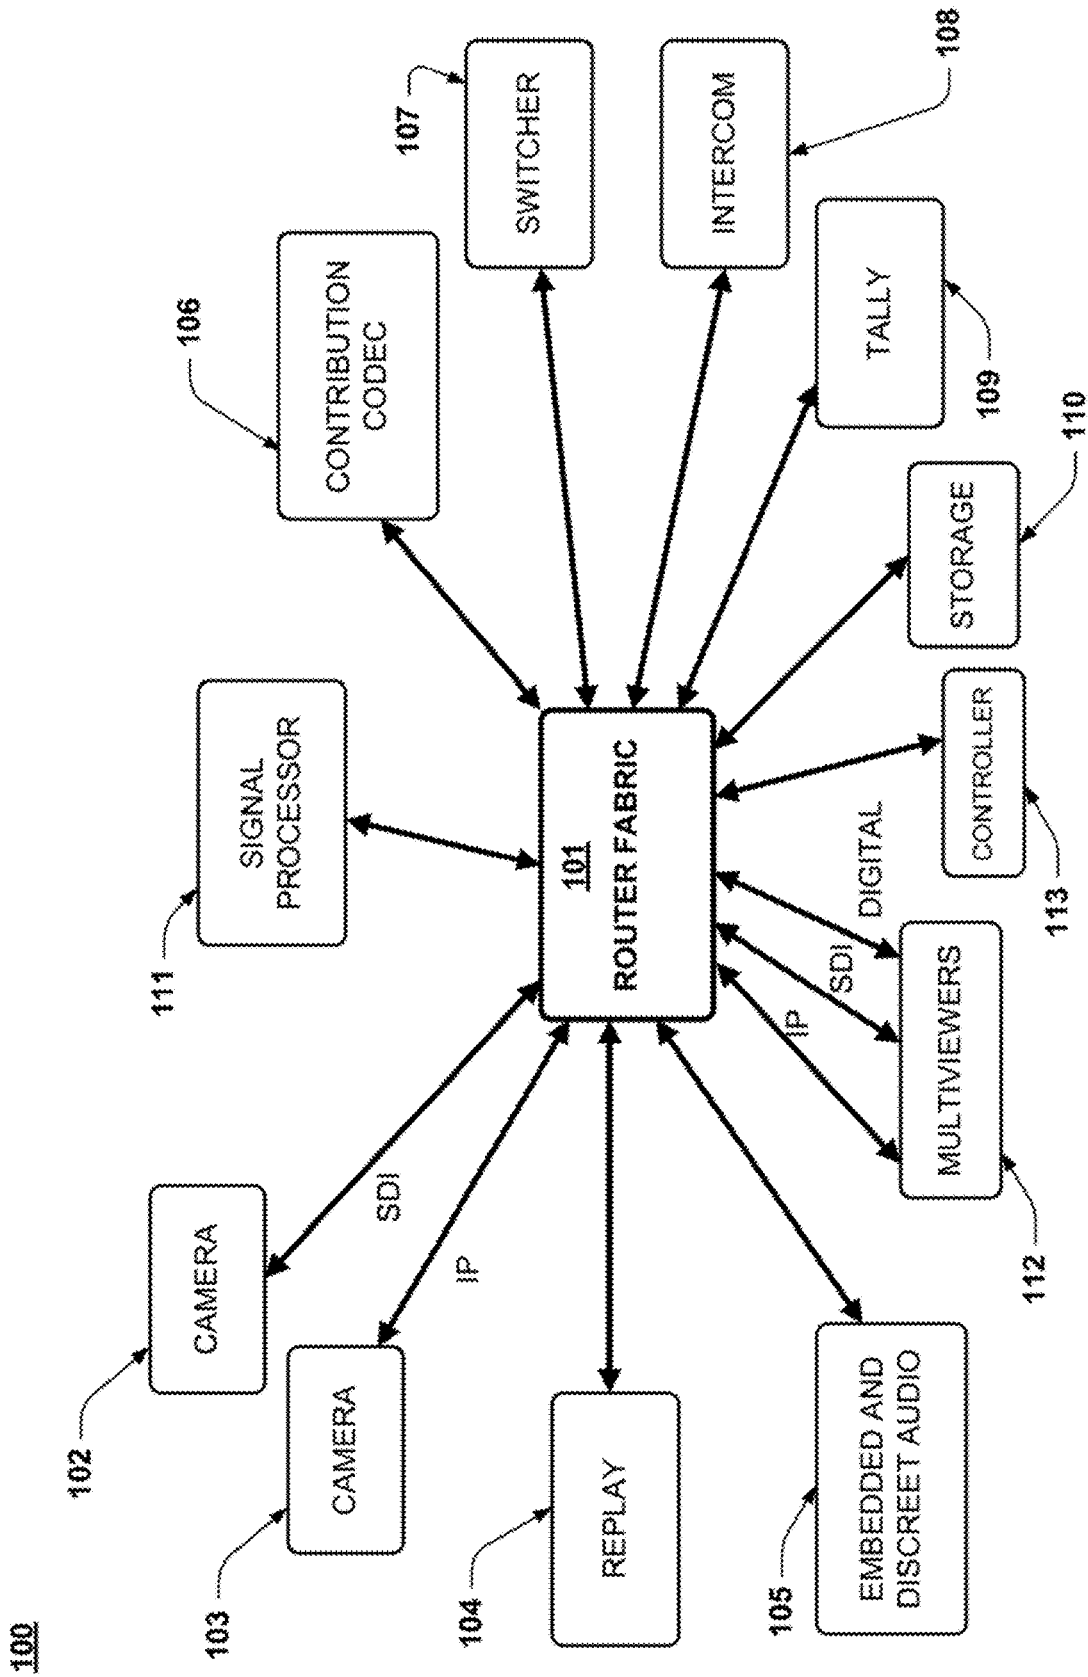 100
102
CAMERA
103
CAMERA
104
REPLAY
105
EMBEDDED AND
DISCREET AUDIO
SDI
IP
111
SIGNAL
PROCESSOR
101
ROUTER FABRIC
IP
SDI
DIGITAL
112
MULTIVIEWERS
113
CONTROLLER
106
CONTRIBUTION
CODEC
107
SWITCHER
108
INTERCOM
109
TALLY
110
STORAGE